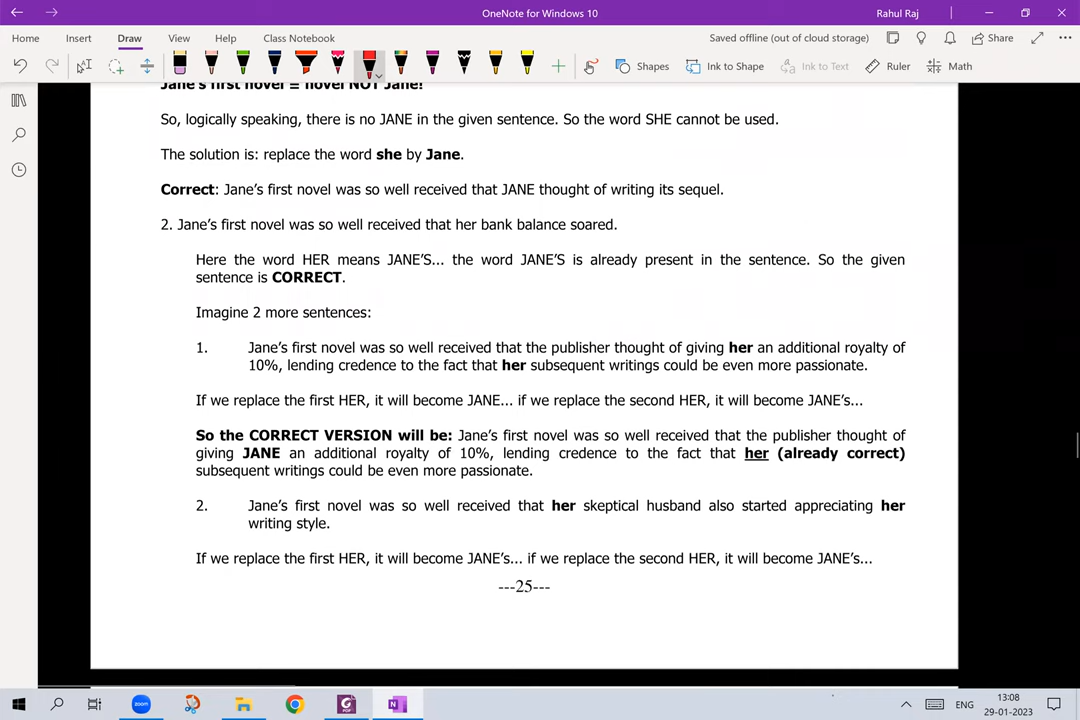 OneNote for Windows 10
Rahul Raj
Home Insert Draw View Help Class Notebook
Saved offline (out of cloud storage)
Share
Shapes Ink to Shape Ink to Text Ruler Math
Jane's first novel = novel NOT Jane!
So, logically speaking, there is no JANE in the given sentence. So the word SHE cannot be used.
The solution is: replace the word she by Jane.
Correct: Jane's first novel was so well received that JANE thought of writing its sequel.
2. Jane's first novel was so well received that her bank balance soared.
Here the word HER means JANE'S... the word JANE'S is already present in the sentence. So the given
sentence is CORRECT.
Imagine 2 more sentences:
1. Jane's first novel was so well received that the publisher thought of giving her an additional royalty of
10%, lending credence to the fact that her subsequent writings could be even more passionate.
If we replace the first HER, it will become JANE... if we replace the second HER, it will become JANE's...
So the CORRECT VERSION will be: Jane's first novel was so well received that the publisher thought of
giving JANE an additional royalty of 10%, lending credence to the fact that her (already correct)
subsequent writings could be even more passionate.
2. Jane's first novel was so well received that her skeptical husband also started appreciating her
writing style.
If we replace the first HER, it will become JANE's... if we replace the second HER, it will become JANE's...
---25---
zoom
PDF
N
ENG
13:08
29-01-2023